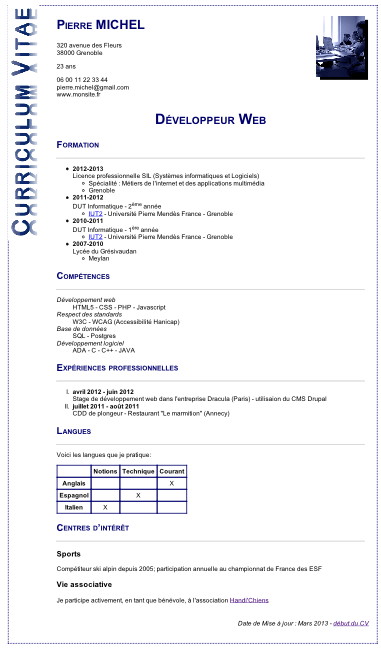 Curriculum Vitae
Pierre MICHEL
320 avenue des Fleurs
38000 Grenoble
23 ans
06 00 11 22 33 44
pierre.michel@gmail.com
www.monsite.fr
Développeur Web
Formation
2012-2013
Licence professionnelle SIL (Systèmes informatiques et Logiciels)
Spécialité : Métiers de l'Internet et des applications multimédia
Grenoble
2011-2012
DUT Informatique - 2ème année
IUT2 - Université Pierre Mendès France - Grenoble
2010-2011
DUT Informatique - 1ère année
IUT2 - Université Pierre Mendès France - Grenoble
2007-2010
Lycée du Grésivaudan
Meylan
Compétences
Développement web
HTML5 - CSS - PHP - Javascript
Respect des standards
W3C - WCAG (Accessibilité Hanicap)
Base de données
SQL - Postgres
Développement logiciel
ADA - C - C++ - JAVA
Expériences professionnelles
I. avril 2012 - juin 2012
Stage de développement web dans l'entreprise Dracula (Paris) - utilisaion du CMS Drupal
II. juillet 2011 - août 2011
CDD de plongeur - Restaurant "Le marmition" (Annecy)
Langues
Voici les langues que je pratique:
Notions Technique Courant
Anglais X
Espagnol X
Italien X
Centres d'intérêt
Sports
Compétiteur ski alpin depuis 2005; participation annuelle au championnat de France des ESF
Vie associative
Je participe activement, en tant que bénévole, à l'association Handi'Chiens
Date de Mise à jour : Mars 2013 - début du CV